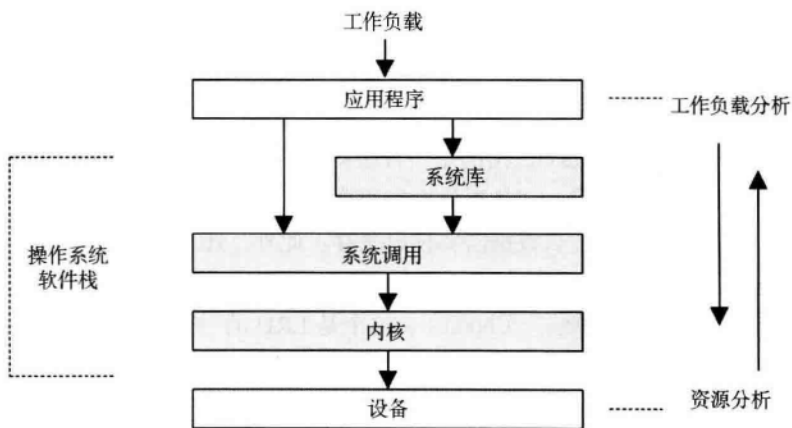 工作负载
应用程序
工作负载分析
系统库
操作系统
软件栈
系统调用
内核
设备
资源分析